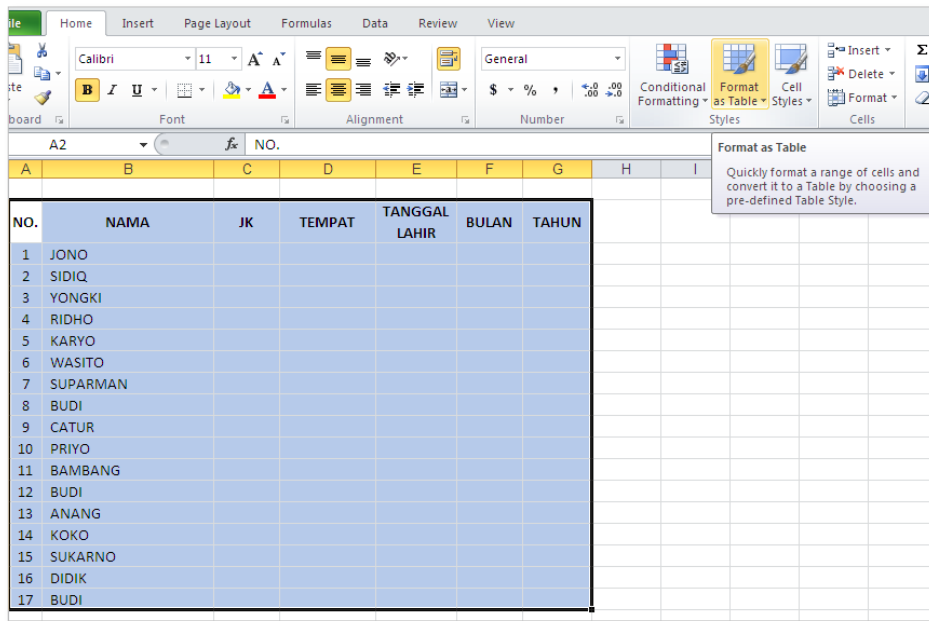 ile Home Insert Page Layout Formulas Data Review View
Calibri 11 A A General Insert Σ
ste B I U A $ % , .00 .00 Conditional Format Cell Delete
Formatting as Table Styles Format
board Font Alignment Number Styles Cells
A2 fx NO.
Format as Table
Quickly format a range of cells and
convert it to a Table by choosing a
pre-defined Table Style.
A B C D E F G H I
NO. NAMA JK TEMPAT TANGGAL LAHIR BULAN TAHUN
1 JONO
2 SIDIQ
3 YONGKI
4 RIDHO
5 KARYO
6 WASITO
7 SUPARMAN
8 BUDI
9 CATUR
10 PRIYO
11 BAMBANG
12 BUDI
13 ANANG
14 KOKO
15 SUKARNO
16 DIDIK
17 BUDI